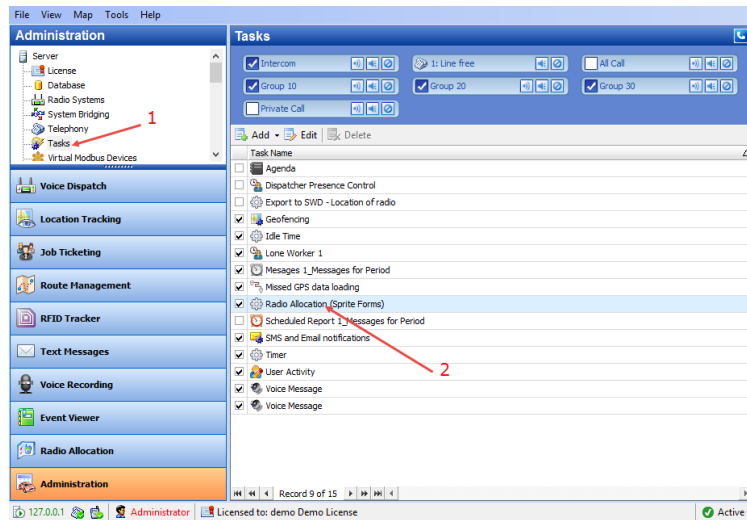 File View Map Tools Help
Administration
Server
License
Database
Radio Systems
System Bridging
Telephony
Tasks
Virtual Modbus Devices
1
Voice Dispatch
Location Tracking
Job Ticketing
Route Management
RFID Tracker
Text Messages
Voice Recording
Event Viewer
Radio Allocation
Administration
Tasks
Intercom
1: Line free
All Call
Group 10
Group 20
Group 30
Private Call
Add Edit Delete
Task Name
Agenda
Dispatcher Presence Control
Export to SWD - Location of radio
Geofencing
Idle Time
Lone Worker 1
Mesages 1_Messages for Period
Missed GPS data loading
Radio Allocation (Sprite Forms)
Scheduled Report 1_Messages for Period
SMS and Email notifications
Timer
User Activity
2
Voice Message
Voice Message
Record 9 of 15
127.0.0.1 Administrator Licensed to: demo Demo License Active